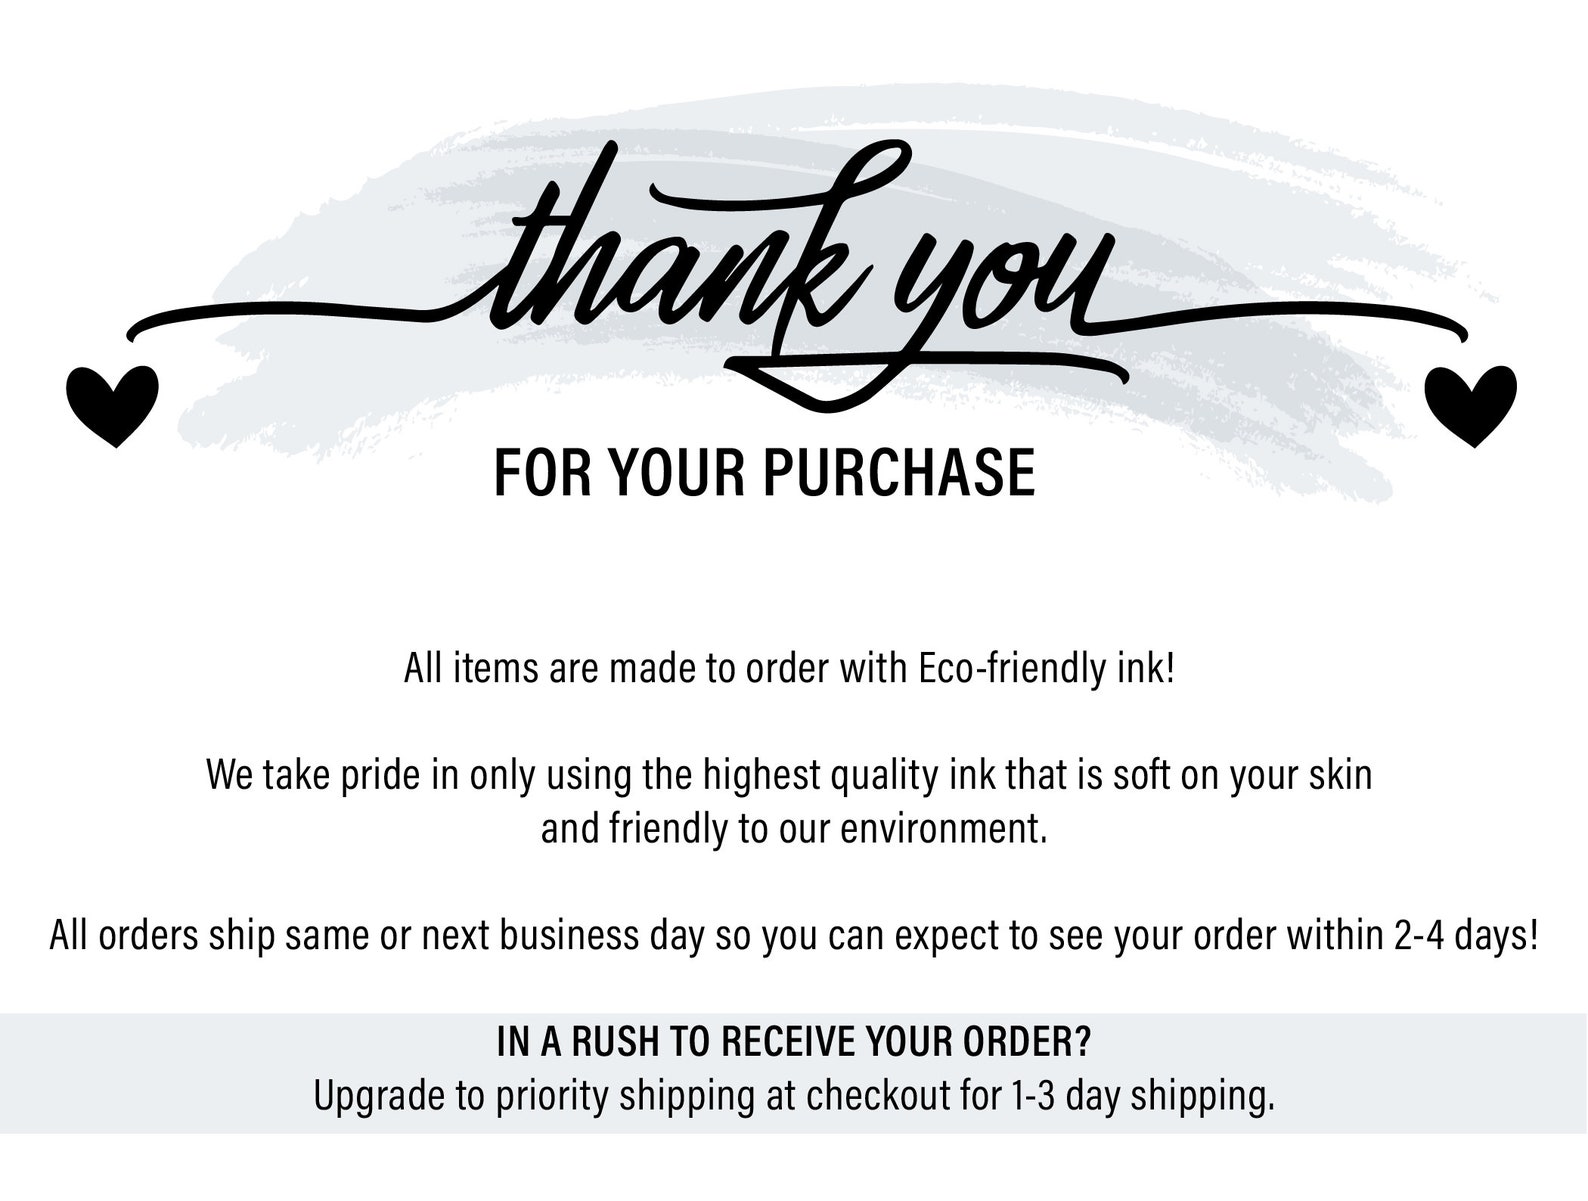 thank you
FOR YOUR PURCHASE
All items are made to order with Eco-friendly ink!
We take pride in only using the highest quality ink that is soft on your skin
and friendly to our environment.
All orders ship same or next business day so you can expect to see your order within 2-4 days!
IN A RUSH TO RECEIVE YOUR ORDER?
Upgrade to priority shipping at checkout for 1-3 day shipping.